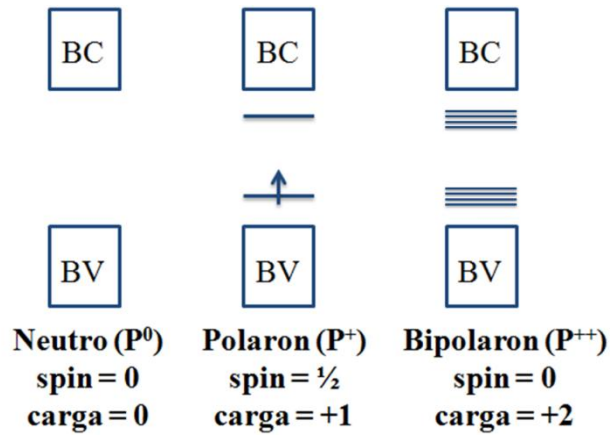 BC BC BC
BV BV BV
Neutro (P⁰) Polaron (P⁺) Bipolaron (P⁺⁺)
spin = 0 spin = ½ spin = 0
carga = 0 carga = +1 carga = +2